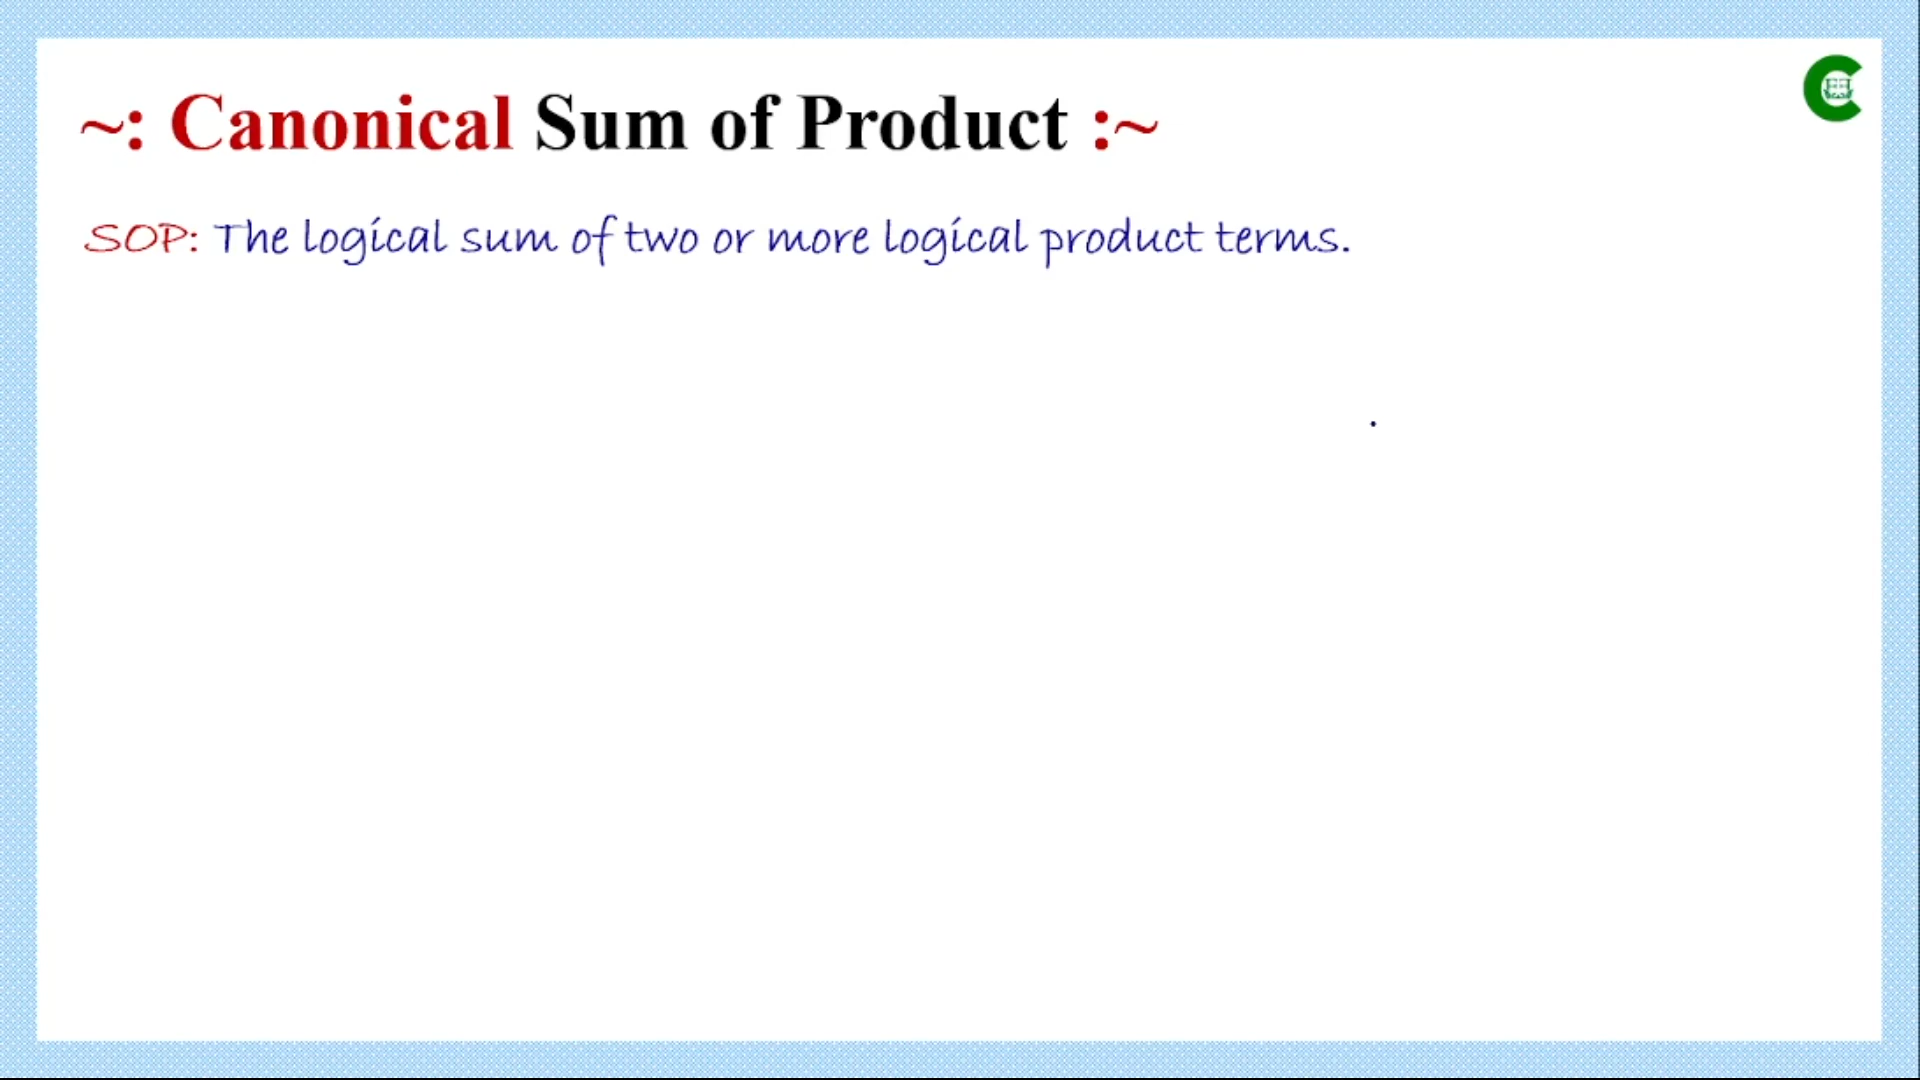 ~: Canonical Sum of Product :~
SOP: The logical sum of two or more logical product terms.